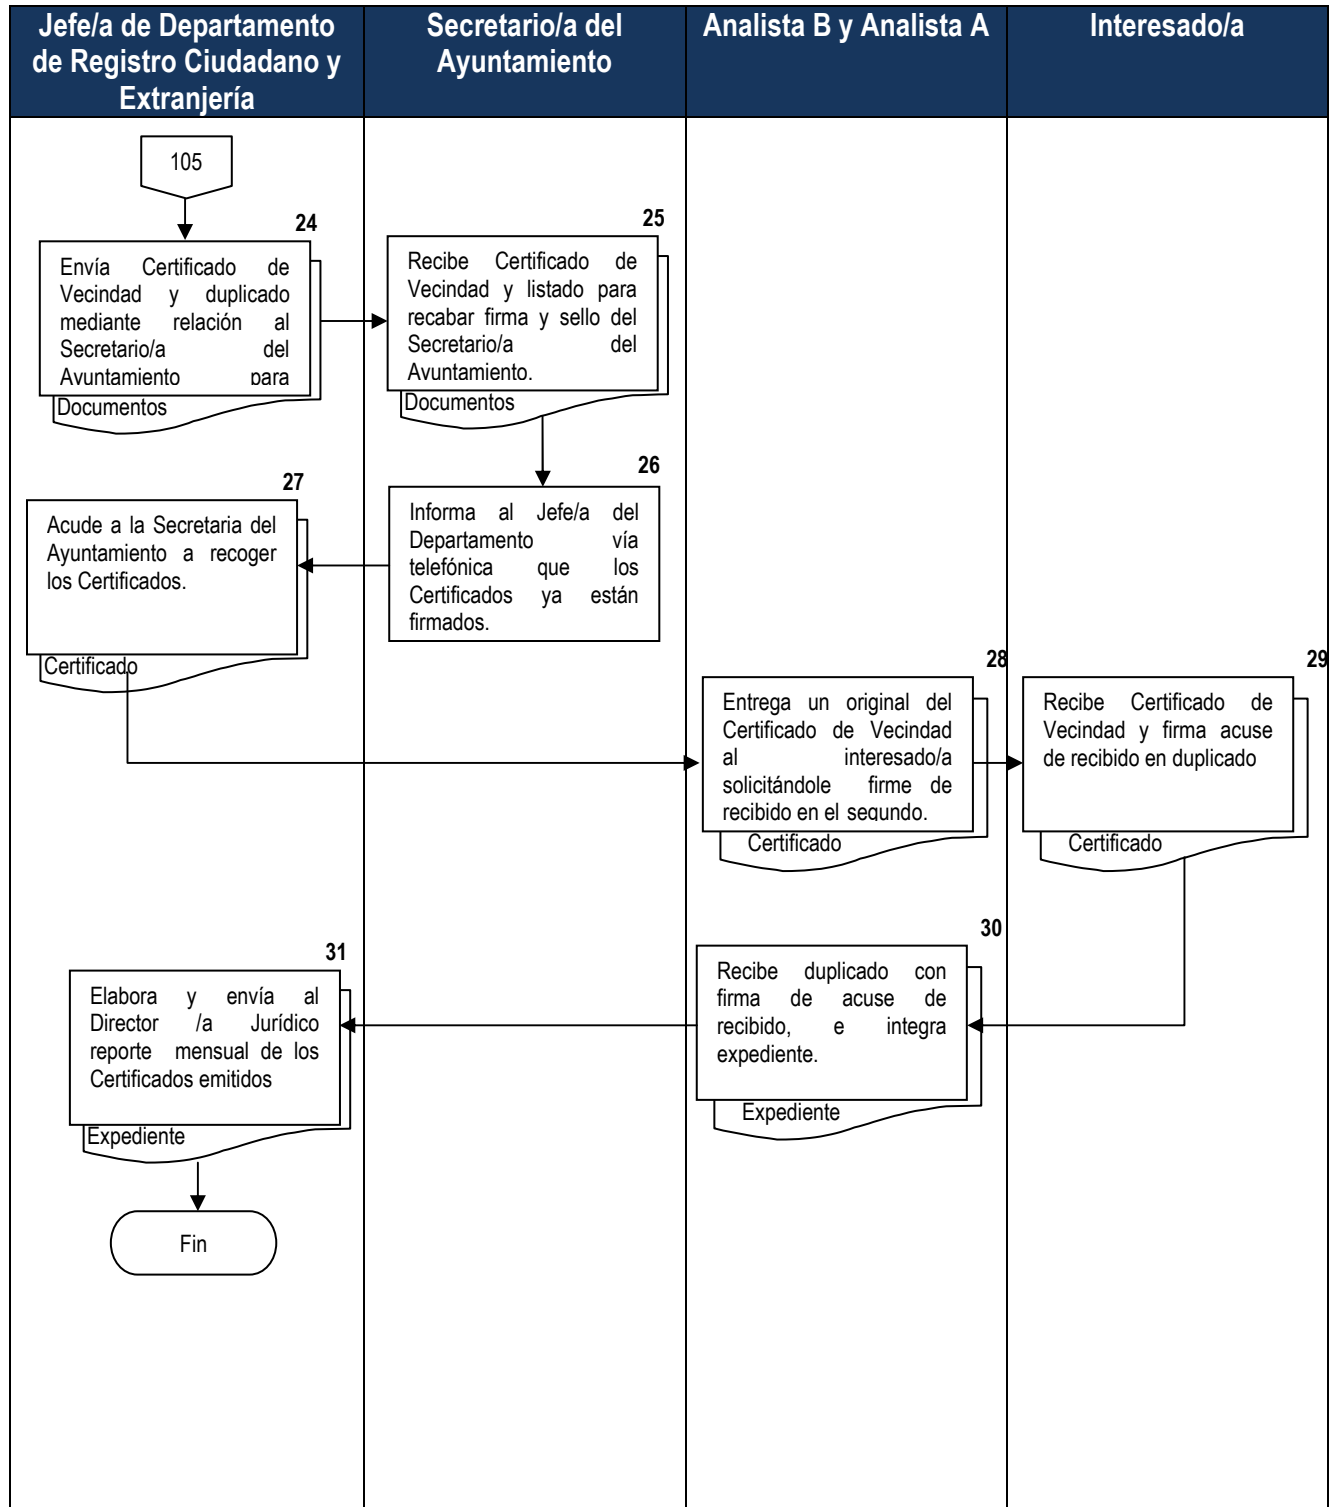 Jefe/a de Departamento
de Registro Ciudadano y
Extranjería
Secretario/a del
Ayuntamiento
Analista B y Analista A
Interesado/a
105
24
Envía Certificado de
Vecindad y duplicado
mediante relación al
Secretario/a del
Ayuntamiento para
Documentos
25
Recibe Certificado de
Vecindad y listado para
recabar firma y sello del
Secretario/a del
Ayuntamiento.
Documentos
26
Informa al Jefe/a del
Departamento vía
telefónica que los
Certificados ya están
firmados.
27
Acude a la Secretaria del
Ayuntamiento a recoger
los Certificados.
Certificado
28
Entrega un original del
Certificado de Vecindad
al interesado/a
solicitándole firme de
recibido en el segundo.
Certificado
29
Recibe Certificado de
Vecindad y firma acuse
de recibido en duplicado
Certificado
30
Recibe duplicado con
firma de acuse de
recibido, e integra
expediente.
Expediente
31
Elabora y envía al
Director /a Jurídico
reporte mensual de los
Certificados emitidos
Expediente
Fin